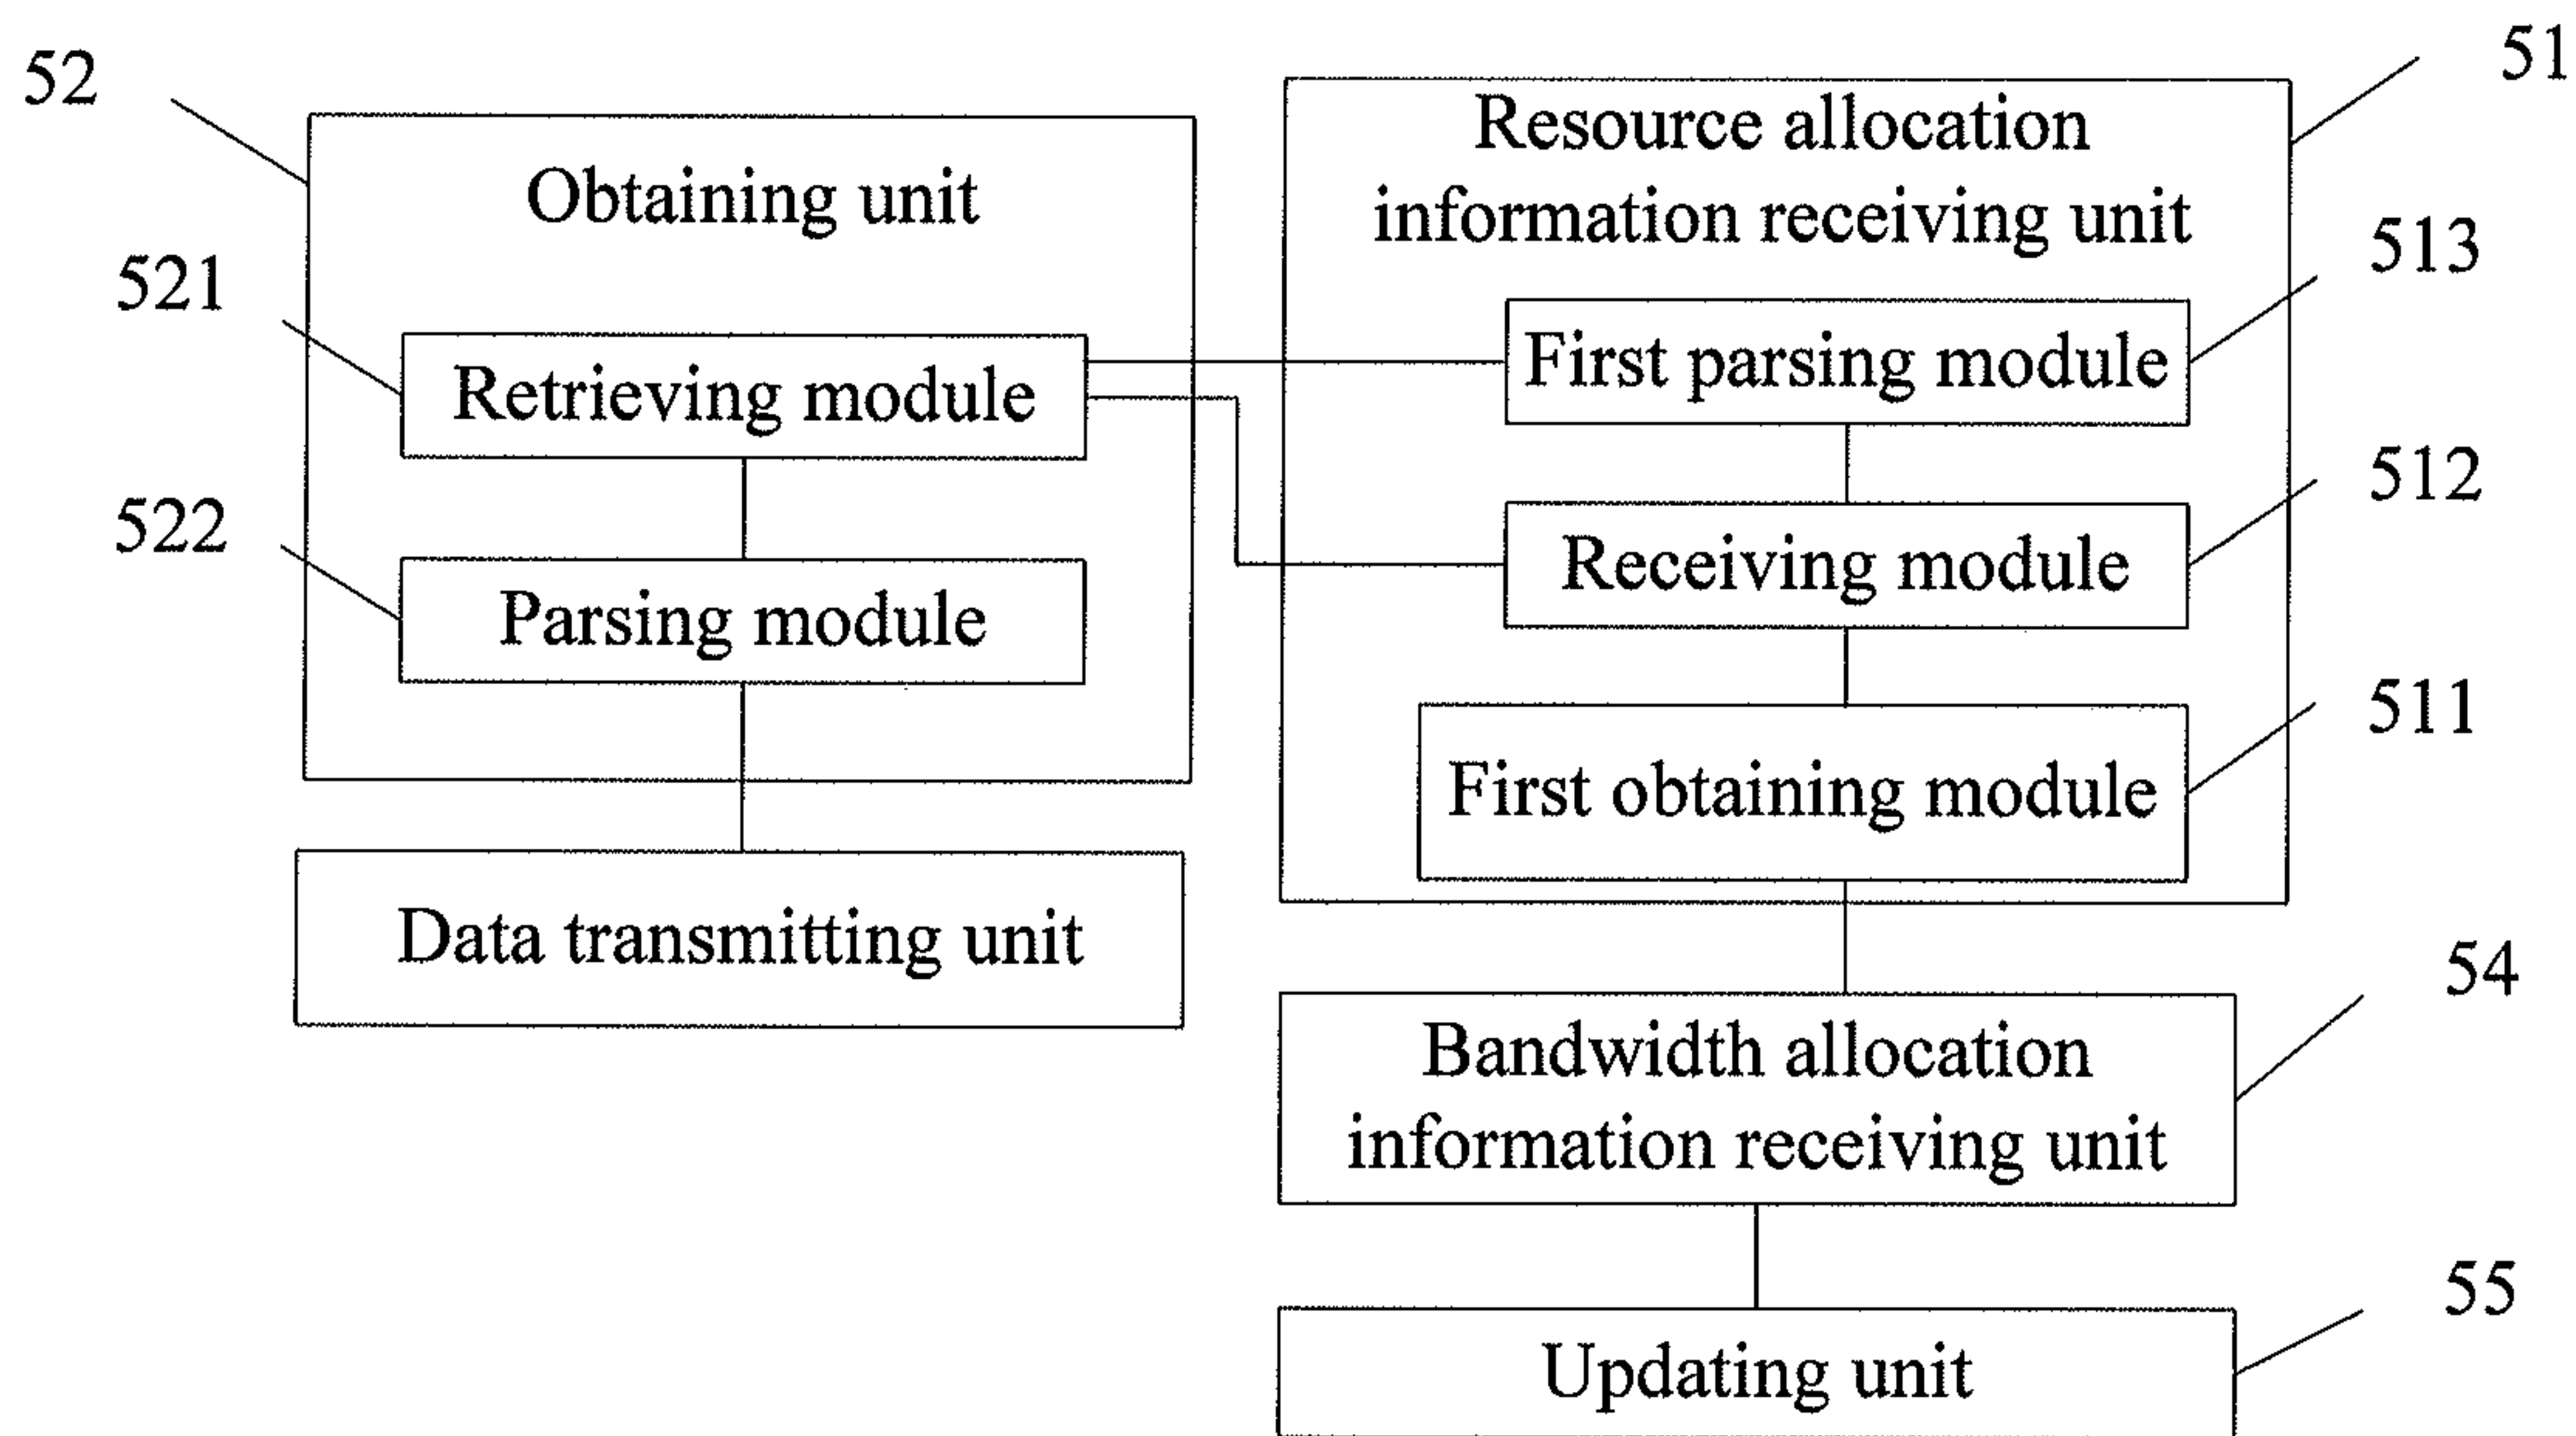 52
Obtaining unit
521
Retrieving module
522
Parsing module
Data transmitting unit
51
Resource allocation
information receiving unit
513
First parsing module
512
Receiving module
511
First obtaining module
54
Bandwidth allocation
information receiving unit
55
Updating unit